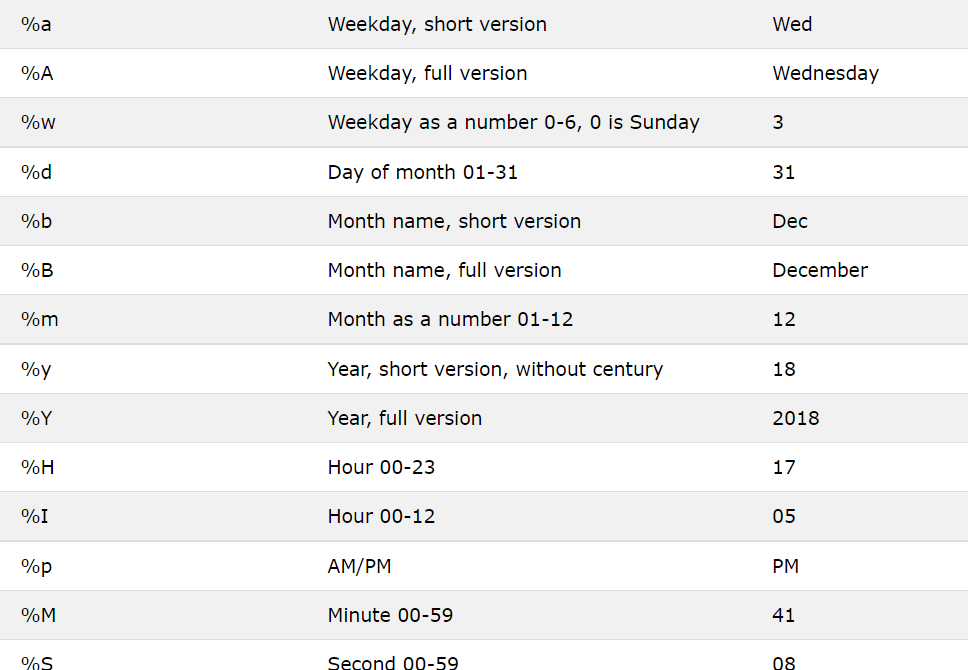 %a Weekday, short version Wed
%A Weekday, full version Wednesday
%w Weekday as a number 0-6, 0 is Sunday 3
%d Day of month 01-31 31
%b Month name, short version Dec
%B Month name, full version December
%m Month as a number 01-12 12
%y Year, short version, without century 18
%Y Year, full version 2018
%H Hour 00-23 17
%I Hour 00-12 05
%p AM/PM PM
%M Minute 00-59 41
%S Second 00-59 08